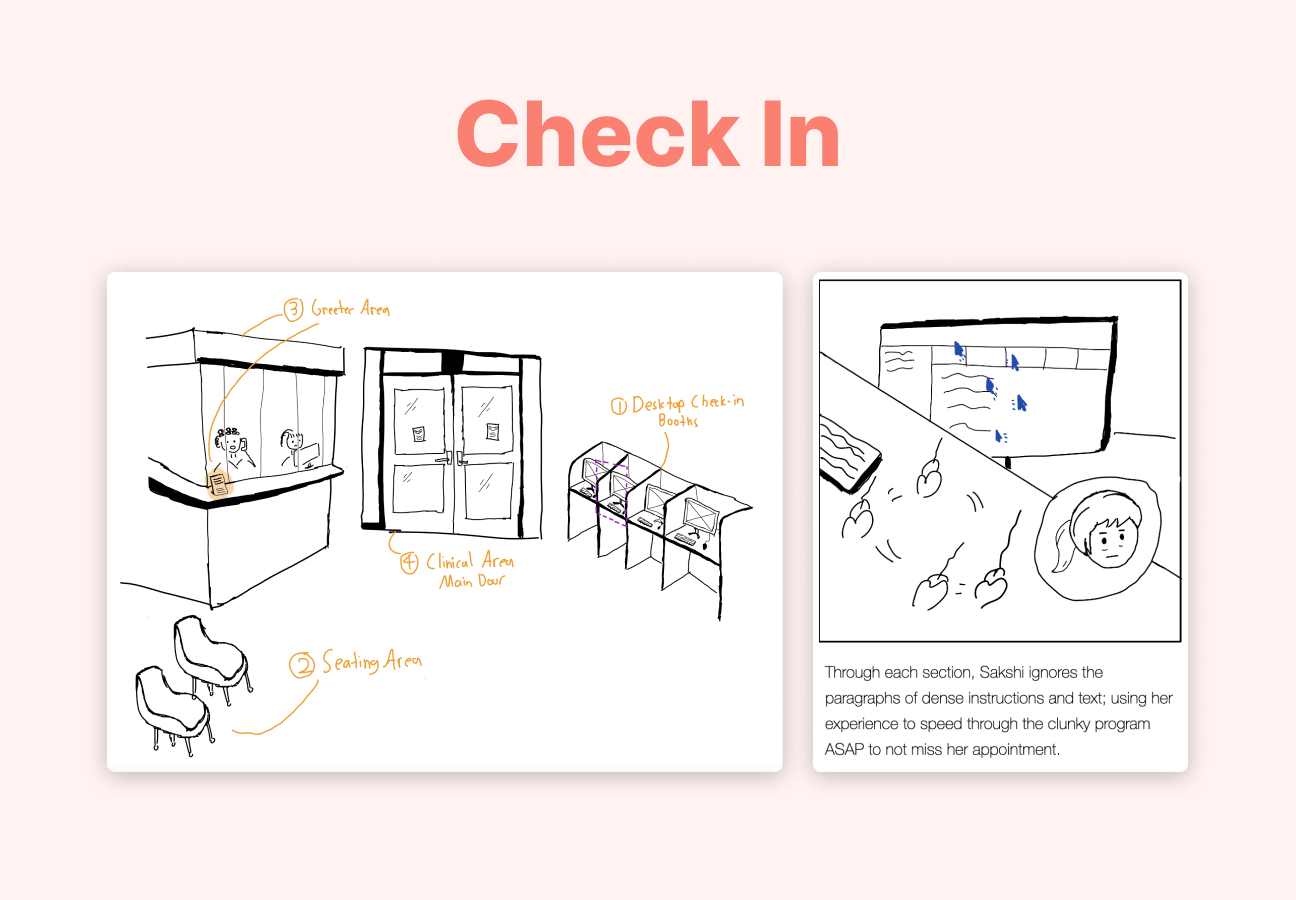 Check In
③ Greeter Area
① Desktop Check-in
Booths
④ Clinical Area
Main Door
② Seating Area
Through each section, Sakshi ignores the
paragraphs of dense instructions and text; using her
experience to speed through the clunky program
ASAP to not miss her appointment.